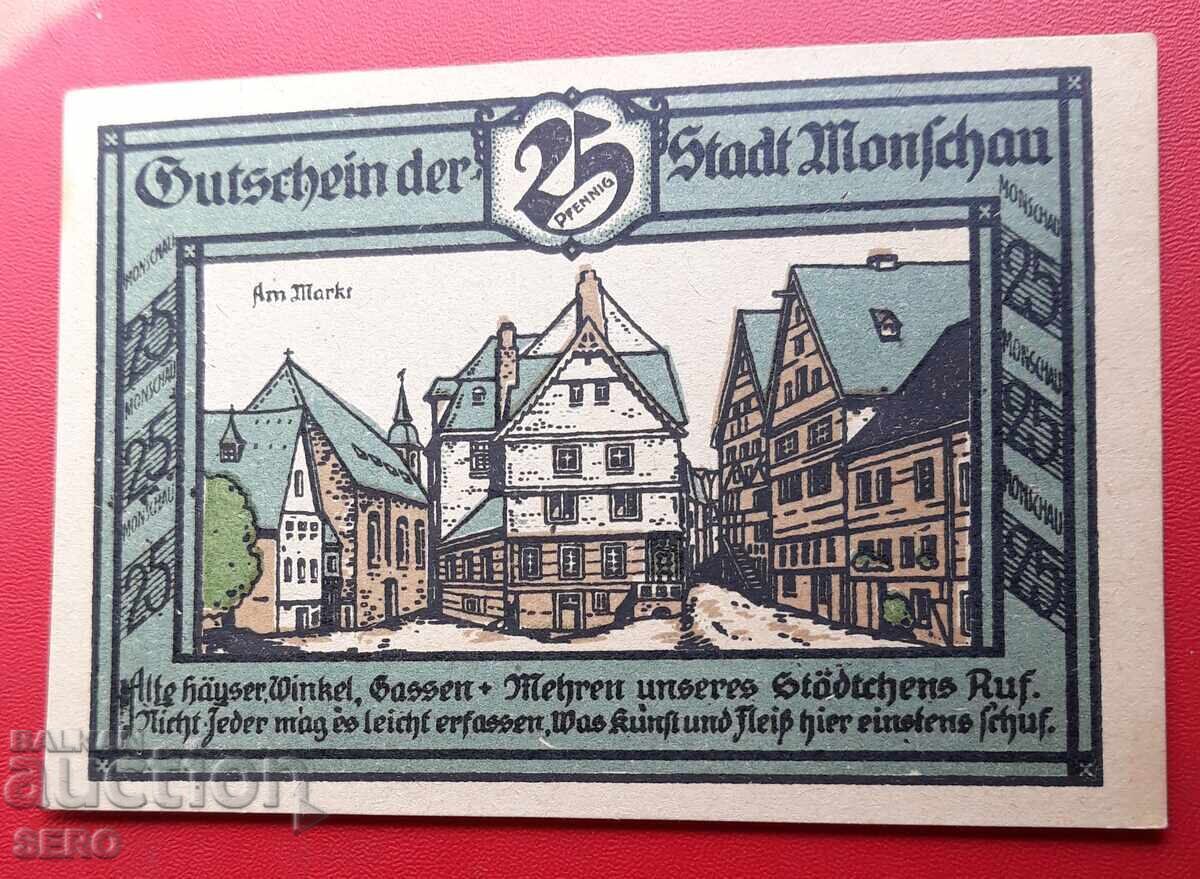 Gutschein der 25 Stadt Monschau
PFENNIG
Am Markt
MONSCHAU
25
MONSCHAU
25
MONSCHAU
25
MONSCHAU
25
MONSCHAU
25
MONSCHAU
25
Alte Häuser, Winkel, Gassen + Mehren unseres Städtchens Ruf.
Nicht Jeder mag es leicht erfassen, Was Kunst und Fleiß hier einstens schuf.
BALKAN
auction
SERO